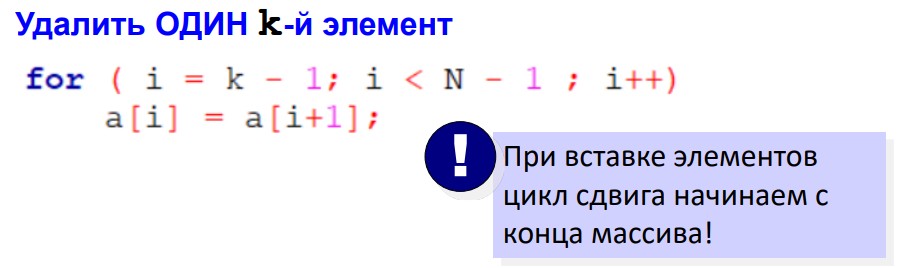 Удалить ОДИН k-й элемент
for ( i = k - 1; i < N - 1 ; i++)
a[i] = a[i+1];
!
При вставке элементов
цикл сдвига начинаем с
конца массива!